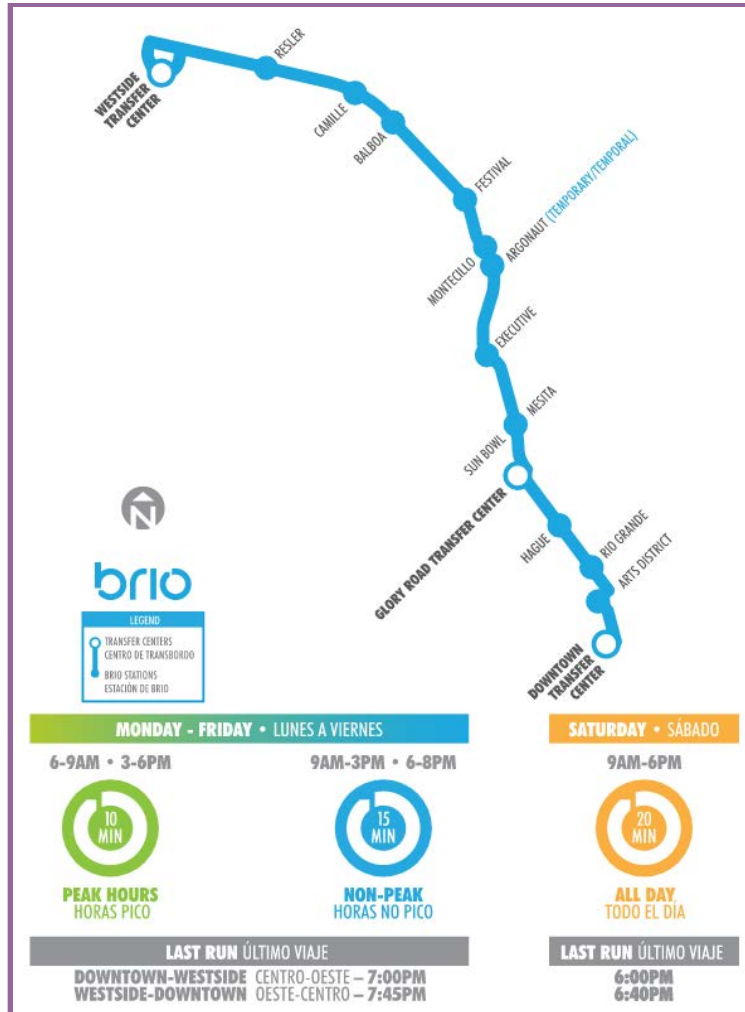 RESLER
WESTSIDE
TRANSFER
CENTER
CAMILLE
BALBOA
FESTIVAL
ARGONAUT (TEMPORARY/TEMPORAL)
MONTECILLO
EXECUTIVE
MESITA
SUN BOWL
GLORY ROAD TRANSFER CENTER
HAGUE
RIO GRANDE
ARTS DISTRICT
DOWNTOWN
TRANSFER
CENTER
N
brio
LEGEND
TRANSFER CENTERS
CENTRO DE TRANSBORDO
BRIO STATIONS
ESTACIÓN DE BRIO
MONDAY - FRIDAY • LUNES A VIERNES
6-9AM • 3-6PM
10
MIN
PEAK HOURS
HORAS PICO
9AM-3PM • 6-8PM
15
MIN
NON-PEAK
HORAS NO PICO
SATURDAY • SÁBADO
9AM-6PM
20
MIN
ALL DAY
TODO EL DÍA
LAST RUN ÚLTIMO VIAJE
DOWNTOWN-WESTSIDE CENTRO-OESTE – 7:00PM
WESTSIDE-DOWNTOWN OESTE-CENTRO – 7:45PM
LAST RUN ÚLTIMO VIAJE
6:00PM
6:40PM